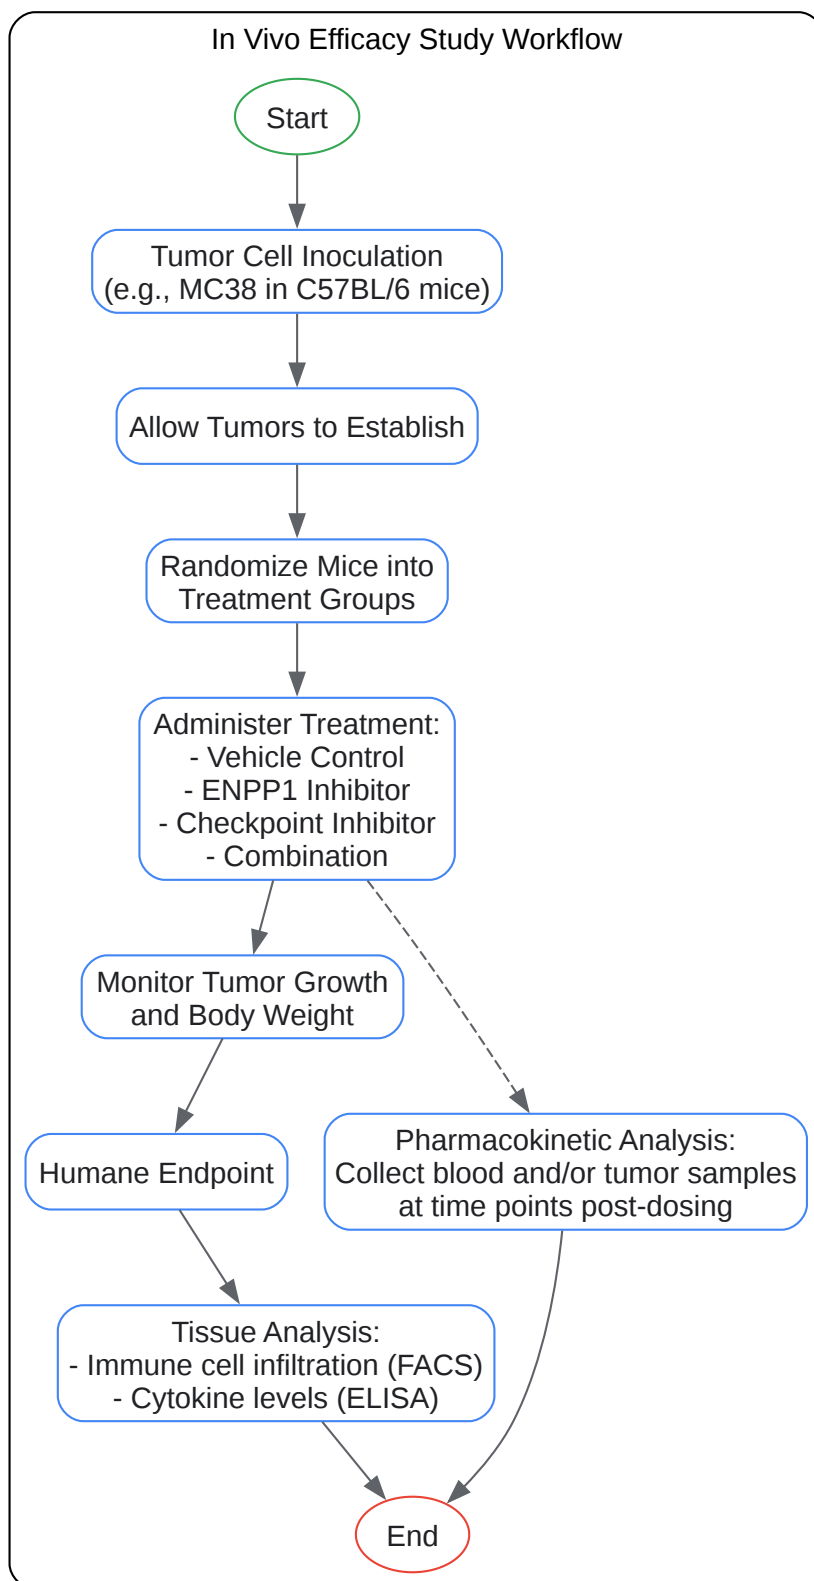 In Vivo Efficacy Study Workflow
Start
Tumor Cell Inoculation
(e.g., MC38 in C57BL/6 mice)
Allow Tumors to Establish
Randomize Mice into
Treatment Groups
Administer Treatment:
- Vehicle Control
- ENPP1 Inhibitor
- Checkpoint Inhibitor
- Combination
Monitor Tumor Growth
and Body Weight
Humane Endpoint
Pharmacokinetic Analysis:
Collect blood and/or tumor samples
at time points post-dosing
Tissue Analysis:
- Immune cell infiltration (FACS)
- Cytokine levels (ELISA)
End